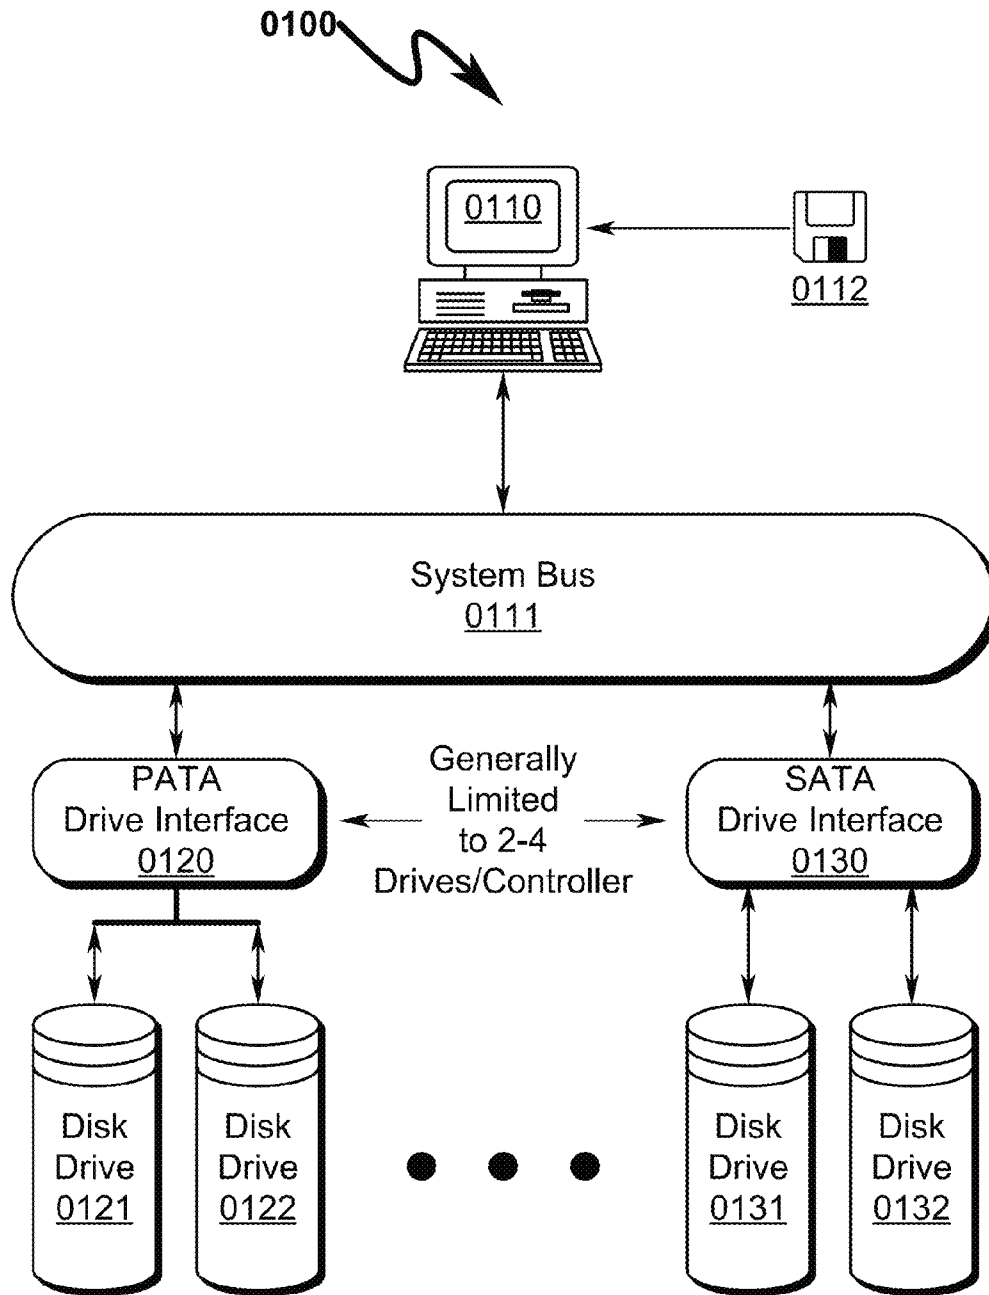 0100
0110
0112
System Bus
0111
PATA
Drive Interface
0120
Generally
Limited
to 2-4
Drives/Controller
SATA
Drive Interface
0130
Disk
Drive
0121
Disk
Drive
0122
Disk
Drive
0131
Disk
Drive
0132